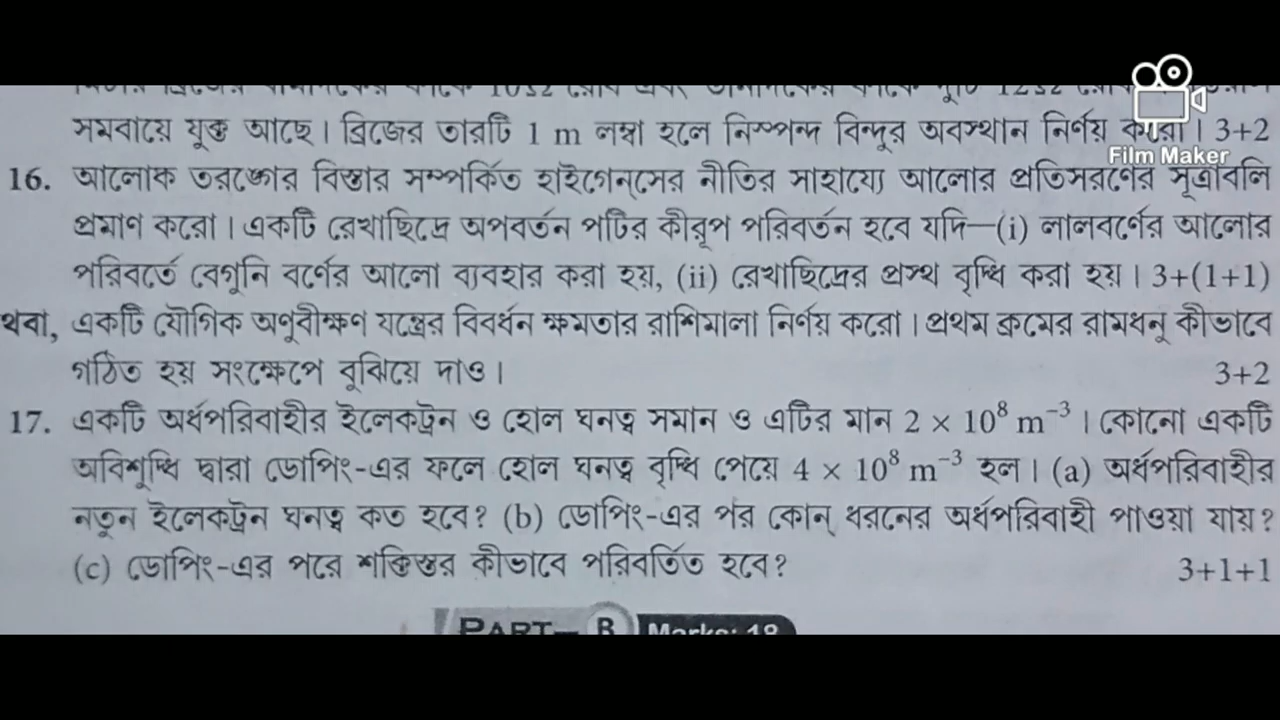 10Ω
সমবায়ে যুক্ত আছে। ব্রিজের তারটি 1 m লম্বা হলে নিস্পন্দ বিন্দুর অবস্থান নির্ণয় করো। 3+2
Film Maker
16. আলোক তরঙ্গের বিস্তার সম্পর্কিত হাইগেন্‌সের নীতির সাহায্যে আলোর প্রতিসরণের সূত্রাবলি
প্রমাণ করো। একটি রেখাছিদ্রে অপবর্তন পটির কীরূপ পরিবর্তন হবে যদি—(i) লালবর্ণের আলোর
পরিবর্তে বেগুনি বর্ণের আলো ব্যবহার করা হয়, (ii) রেখাছিদ্রের প্রস্থ বৃদ্ধি করা হয়। 3+(1+1)
থবা, একটি যৌগিক অণুবীক্ষণ যন্ত্রের বিবর্ধন ক্ষমতার রাশিমালা নির্ণয় করো। প্রথম ক্রমের রামধনু কীভাবে
গঠিত হয় সংক্ষেপে বুঝিয়ে দাও। 3+2
17. একটি অর্ধপরিবাহীর ইলেকট্রন ও হোল ঘনত্ব সমান ও এটির মান 2 × 10⁸ m⁻³ । কোনো একটি
অবিশুদ্ধি দ্বারা ডোপিং-এর ফলে হোল ঘনত্ব বৃদ্ধি পেয়ে 4 × 10⁸ m⁻³ হল। (a) অর্ধপরিবাহীর
নতুন ইলেকট্রন ঘনত্ব কত হবে? (b) ডোপিং-এর পর কোন্ ধরনের অর্ধপরিবাহী পাওয়া যায়?
(c) ডোপিং-এর পরে শক্তিস্তর কীভাবে পরিবর্তিত হবে? 3+1+1
PART— B Marks: 18